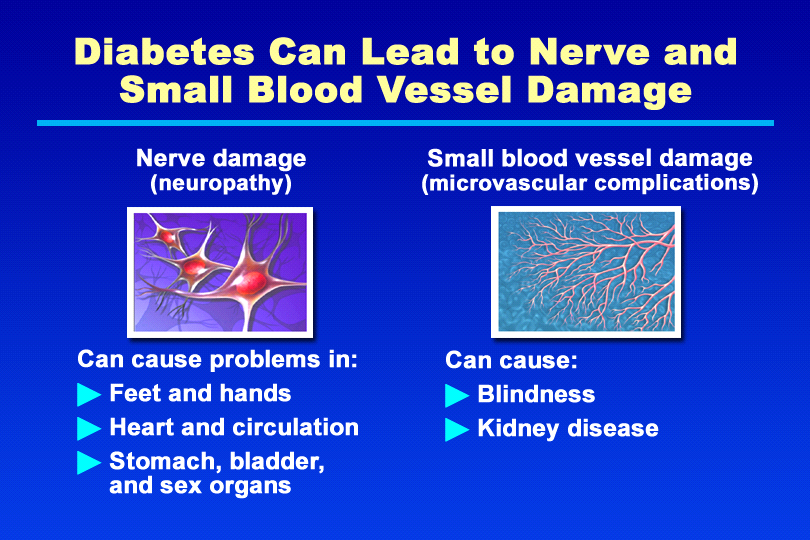 Diabetes Can Lead to Nerve and
Small Blood Vessel Damage
Nerve damage
(neuropathy)
Can cause problems in:
Feet and hands
Heart and circulation
Stomach, bladder,
and sex organs
Small blood vessel damage
(microvascular complications)
Can cause:
Blindness
Kidney disease